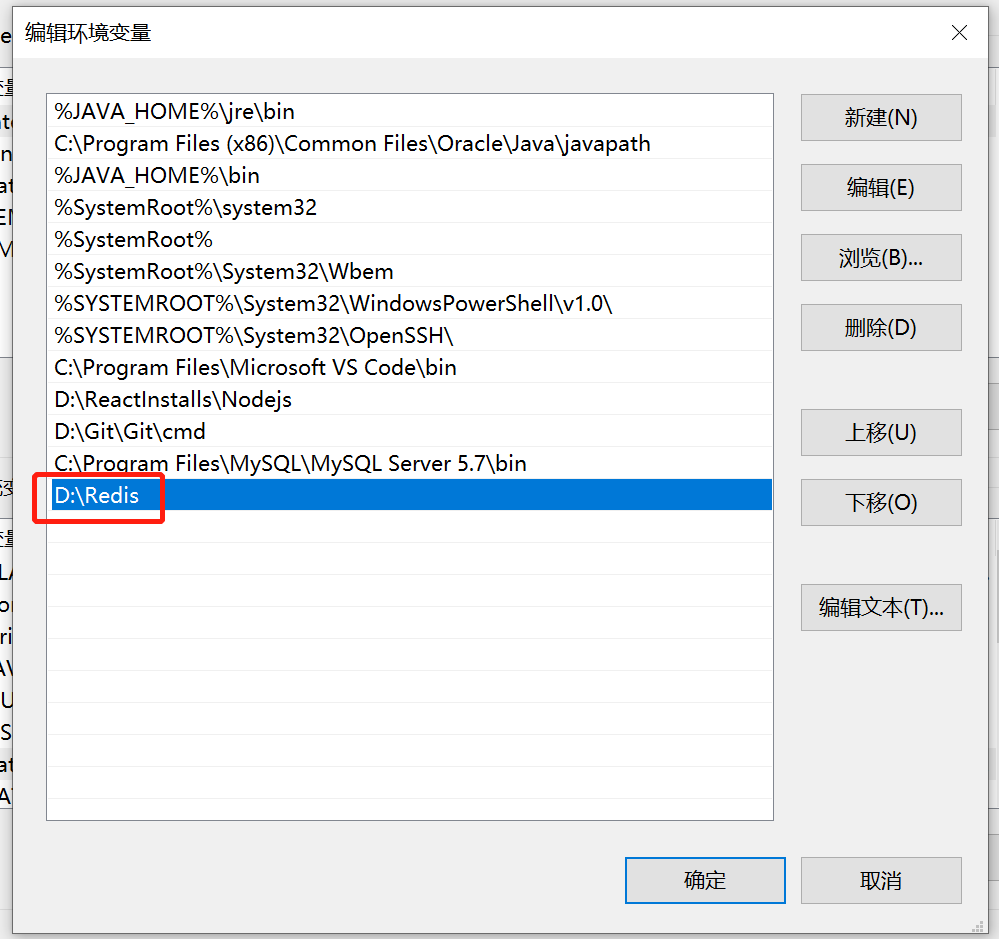 编辑环境变量
%JAVA_HOME%\jre\bin
C:\Program Files (x86)\Common Files\Oracle\Java\javapath
%JAVA_HOME%\bin
%SystemRoot%\system32
%SystemRoot%
%SystemRoot%\System32\Wbem
%SYSTEMROOT%\System32\WindowsPowerShell\v1.0\
%SYSTEMROOT%\System32\OpenSSH\
C:\Program Files\Microsoft VS Code\bin
D:\ReactInstalls\Nodejs
D:\Git\Git\cmd
C:\Program Files\MySQL\MySQL Server 5.7\bin
D:\Redis
新建(N)
编辑(E)
浏览(B)...
删除(D)
上移(U)
下移(O)
编辑文本(T)...
确定
取消